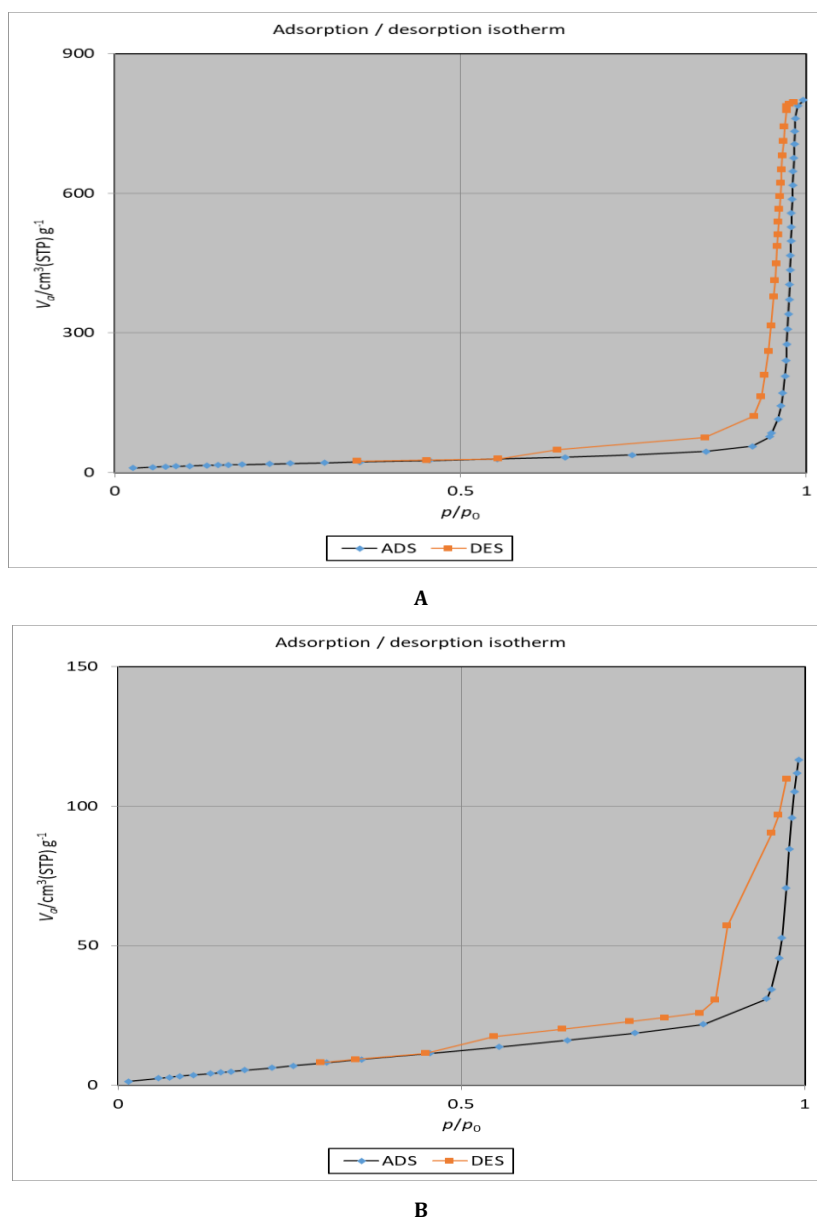 Adsorption / desorption isotherm
900
600
300
0
Vₐ/cm³(STP) g⁻¹
0
0.5
1
p/p₀
ADS
DES
A
Adsorption / desorption isotherm
150
100
50
0
Vₐ/cm³(STP) g⁻¹
0
0.5
1
p/p₀
ADS
DES
B